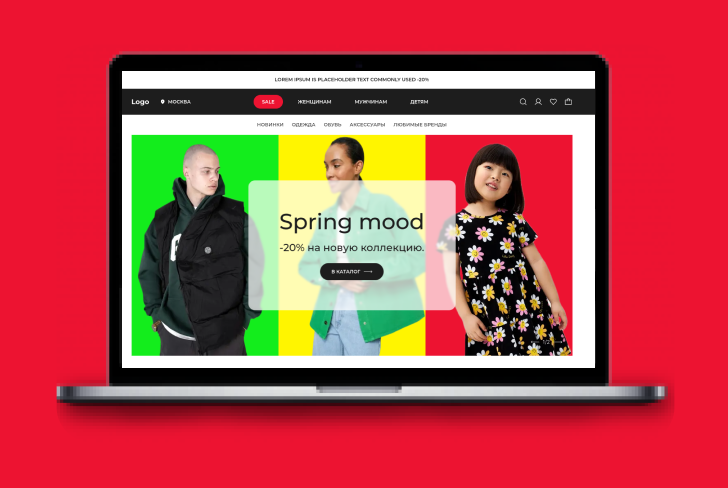 LOREM IPSUM IS PLACEHOLDER TEXT COMMONLY USED -20%
Logo МОСКВА SALE ЖЕНЩИНАМ МУЖЧИНАМ ДЕТЯМ
НОВИНКИ ОДЕЖДА ОБУВЬ АКСЕССУАРЫ ЛЮБИМЫЕ БРЕНДЫ
Spring mood
-20% на новую коллекцию.
В КАТАЛОГ